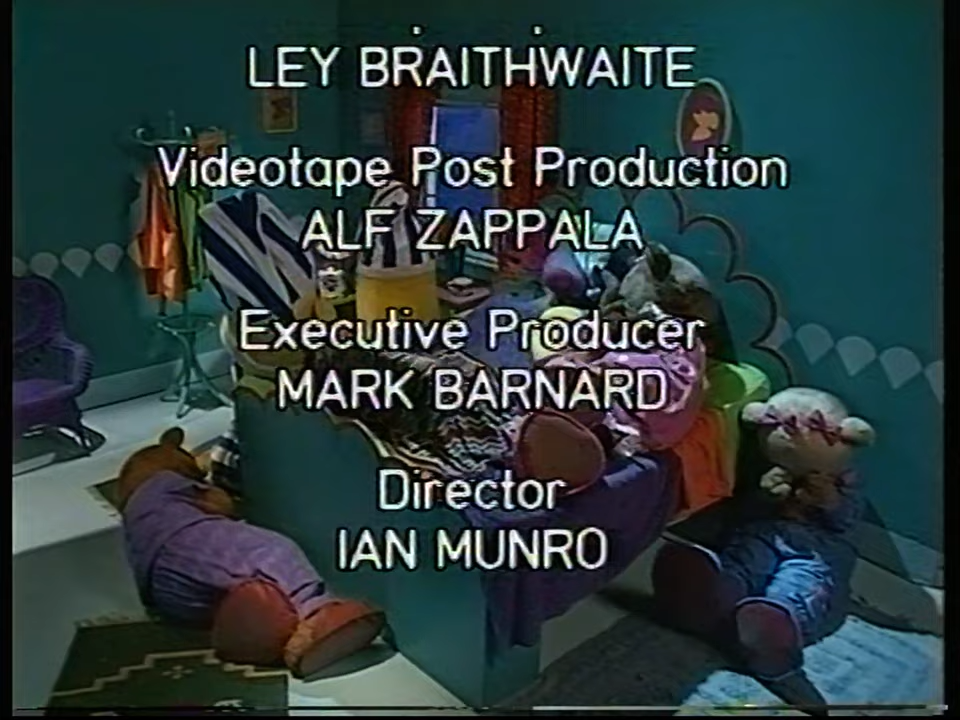 LEY BRAITHWAITE
Videotape Post Production
ALF ZAPPALA
Executive Producer
MARK BARNARD
Director
IAN MUNRO